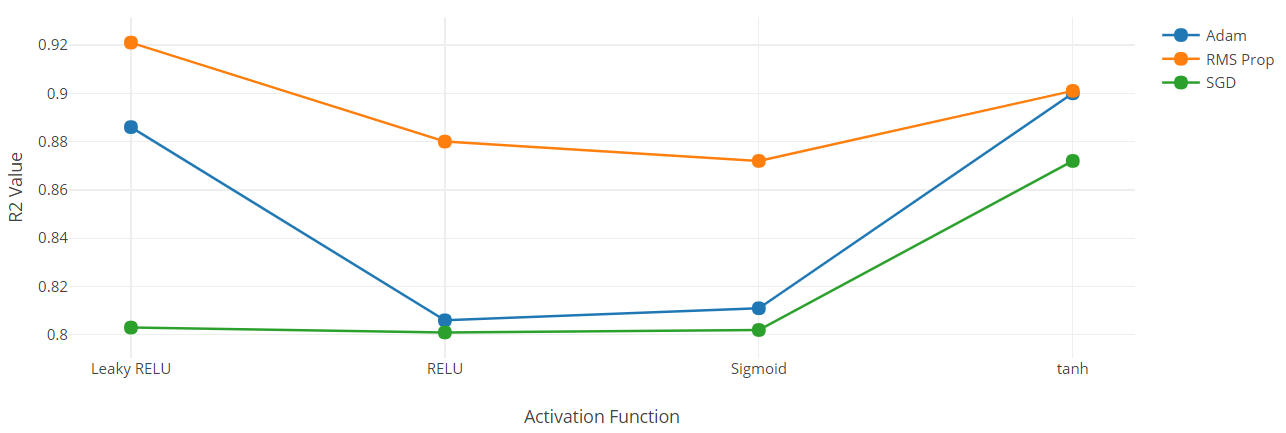 0.92
0.9
0.88
0.86
0.84
0.82
0.8
R2 Value
Leaky RELU
RELU
Sigmoid
tanh
Activation Function
Adam
RMS Prop
SGD